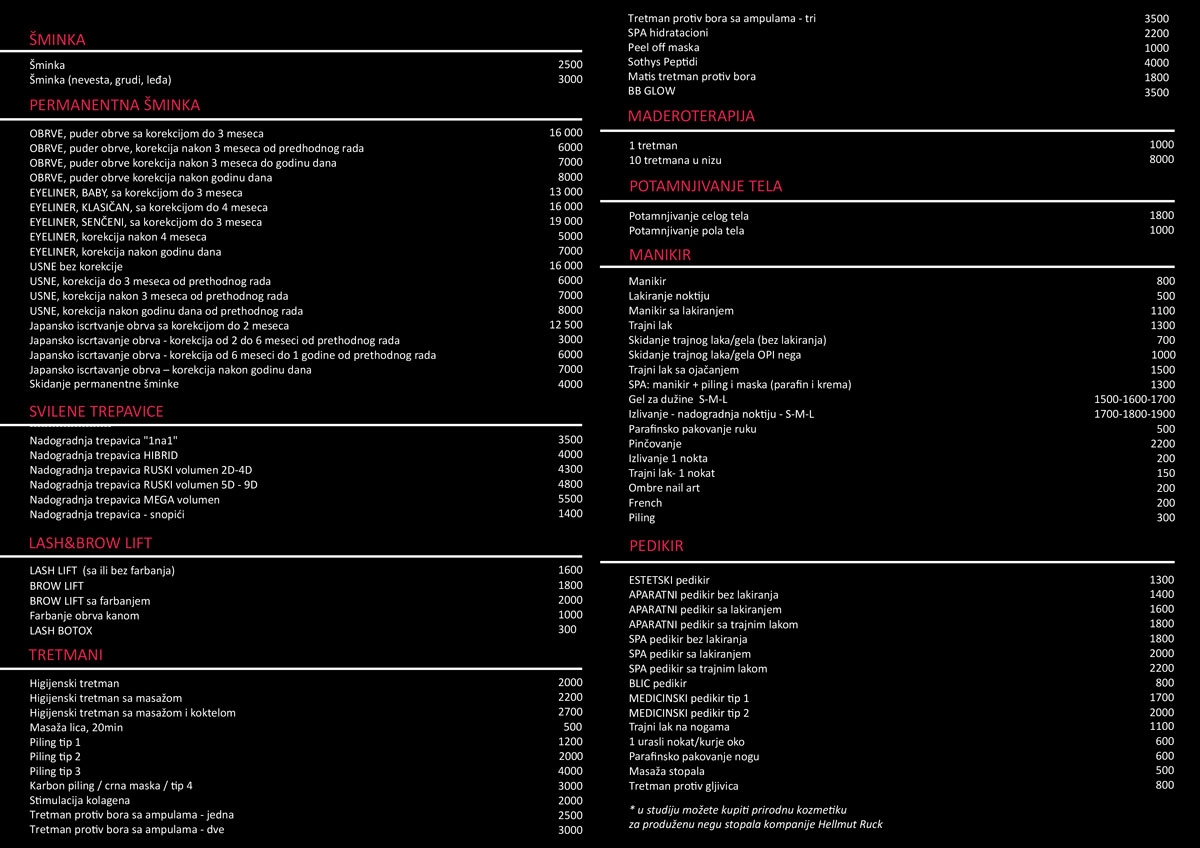 ŠMINKA
Šminka 2500
Šminka (nevesta, grudi, leđa) 3000
PERMANENTNA ŠMINKA
OBRVE, puder obrve sa korekcijom do 3 meseca 16 000
OBRVE, puder obrve, korekcija nakon 3 meseca od predhodnog rada 6000
OBRVE, puder obrve korekcija nakon 3 meseca do godinu dana 7000
OBRVE, puder obrve korekcija nakon godinu dana 8000
EYELINER, BABY, sa korekcijom do 3 meseca 13 000
EYELINER, KLASIČAN, sa korekcijom do 4 meseca 16 000
EYELINER, SENČENI, sa korekcijom do 3 meseca 19 000
EYELINER, korekcija nakon 4 meseca 5000
EYELINER, korekcija nakon godinu dana 7000
USNE bez korekcije 16 000
USNE, korekcija do 3 meseca od prethodnog rada 6000
USNE, korekcija nakon 3 meseca od prethodnog rada 7000
USNE, korekcija nakon godinu dana od prethodnog rada 8000
Japansko iscrtvanje obrva sa korekcijom do 2 meseca 12 500
Japansko iscrtavanje obrva - korekcija od 2 do 6 meseci od prethodnog rada 3000
Japansko iscrtavanje obrva - korekcija od 6 meseci do 1 godine od prethodnog rada 6000
Japansko iscrtavanje obrva – korekcija nakon godinu dana 7000
Skidanje permanentne šminke 4000
SVILENE TREPAVICE
Nadogradnja trepavica "1na1" 3500
Nadogradnja trepavica HIBRID 4000
Nadogradnja trepavica RUSKI volumen 2D-4D 4300
Nadogradnja trepavica RUSKI volumen 5D - 9D 4800
Nadogradnja trepavica MEGA volumen 5500
Nadogradnja trepavica - snopići 1400
LASH&BROW LIFT
LASH LIFT (sa ili bez farbanja) 1600
BROW LIFT 1800
BROW LIFT sa farbanjem 2000
Farbanje obrva kanom 1000
LASH BOTOX 300
TRETMANI
Higijenski tretman 2000
Higijenski tretman sa masažom 2200
Higijenski tretman sa masažom i koktelom 2700
Masaža lica, 20min 500
Piling tip 1 1200
Piling tip 2 2000
Piling tip 3 4000
Karbon piling / crna maska / tip 4 3000
Stimulacija kolagena 2000
Tretman protiv bora sa ampulama - jedna 2500
Tretman protiv bora sa ampulama - dve 3000
Tretman protiv bora sa ampulama - tri 3500
SPA hidratacioni 2200
Peel off maska 1000
Sothys Peptidi 4000
Matis tretman protiv bora 1800
BB GLOW 3500
MADEROTERAPIJA
1 tretman 1000
10 tretmana u nizu 8000
POTAMNJIVANJE TELA
Potamnjivanje celog tela 1800
Potamnjivanje pola tela 1000
MANIKIR
Manikir 800
Lakiranje noktiju 500
Manikir sa lakiranjem 1100
Trajni lak 1300
Skidanje trajnog laka/gela (bez lakiranja) 700
Skidanje trajnog laka/gela OPI nega 1000
Trajni lak sa ojačanjem 1500
SPA: manikir + piling i maska (parafin i krema) 1300
Gel za dužine S-M-L 1500-1600-1700
Izlivanje - nadogradnja noktiju - S-M-L 1700-1800-1900
Parafinsko pakovanje ruku 500
Pinčovanje 2200
Izlivanje 1 nokta 200
Trajni lak- 1 nokat 150
Ombre nail art 200
French 200
Piling 300
PEDIKIR
ESTETSKI pedikir 1300
APARATNI pedikir bez lakiranja 1400
APARATNI pedikir sa lakiranjem 1600
APARATNI pedikir sa trajnim lakom 1800
SPA pedikir bez lakiranja 1800
SPA pedikir sa lakiranjem 2000
SPA pedikir sa trajnim lakom 2200
BLIC pedikir 800
MEDICINSKI pedikir tip 1 1700
MEDICINSKI pedikir tip 2 2000
Trajni lak na nogama 1100
1 urasli nokat/kurje oko 600
Parafinsko pakovanje nogu 600
Masaža stopala 500
Tretman protiv gljivica 800
* u studiju možete kupiti prirodnu kozmetiku
za produženu negu stopala kompanije Hellmut Ruck